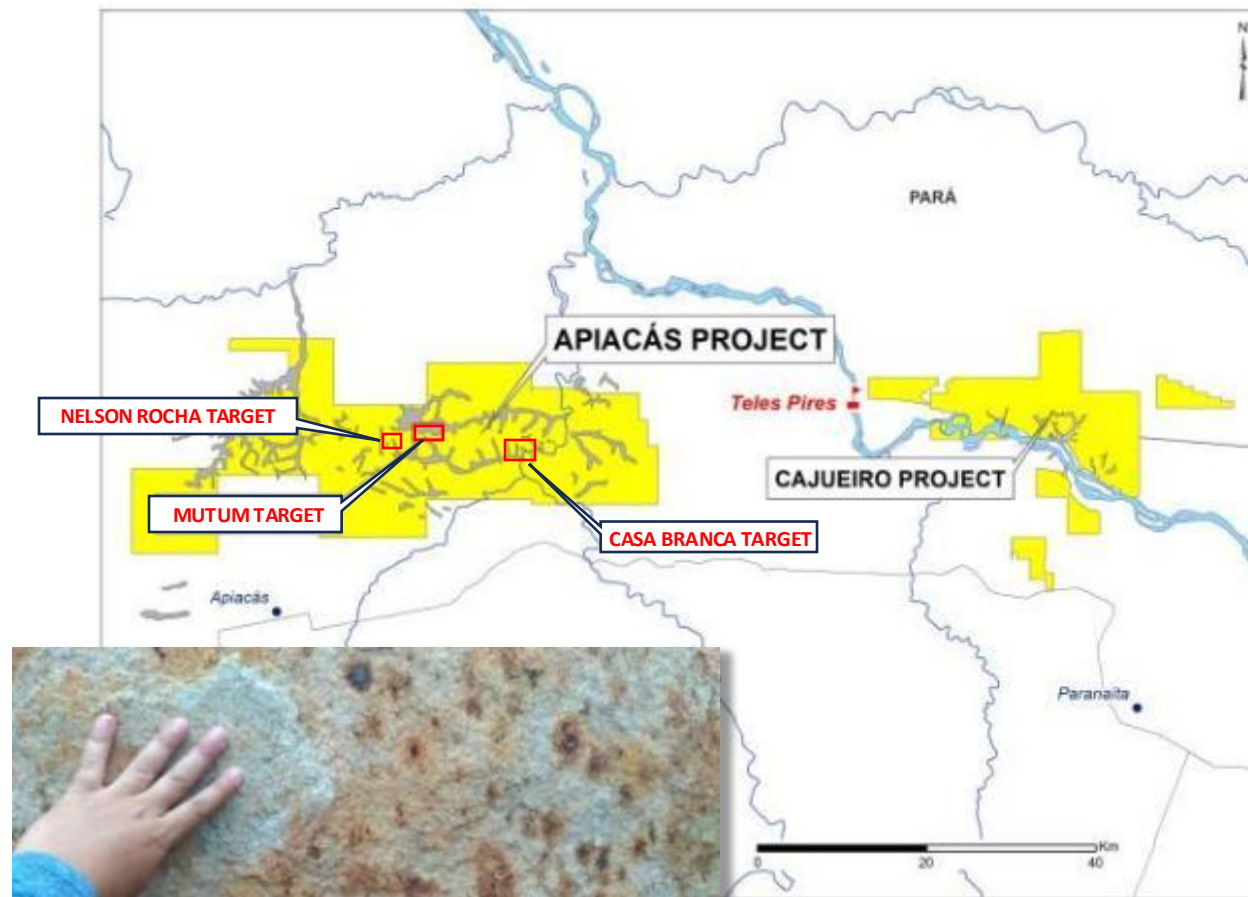 N
PARÁ
APIACÁS PROJECT
NELSON ROCHA TARGET
Teles Pires
CAJUEIRO PROJECT
MUTUM TARGET
CASA BRANCA TARGET
Apiacás
Paranaíta
Km
0 20 40